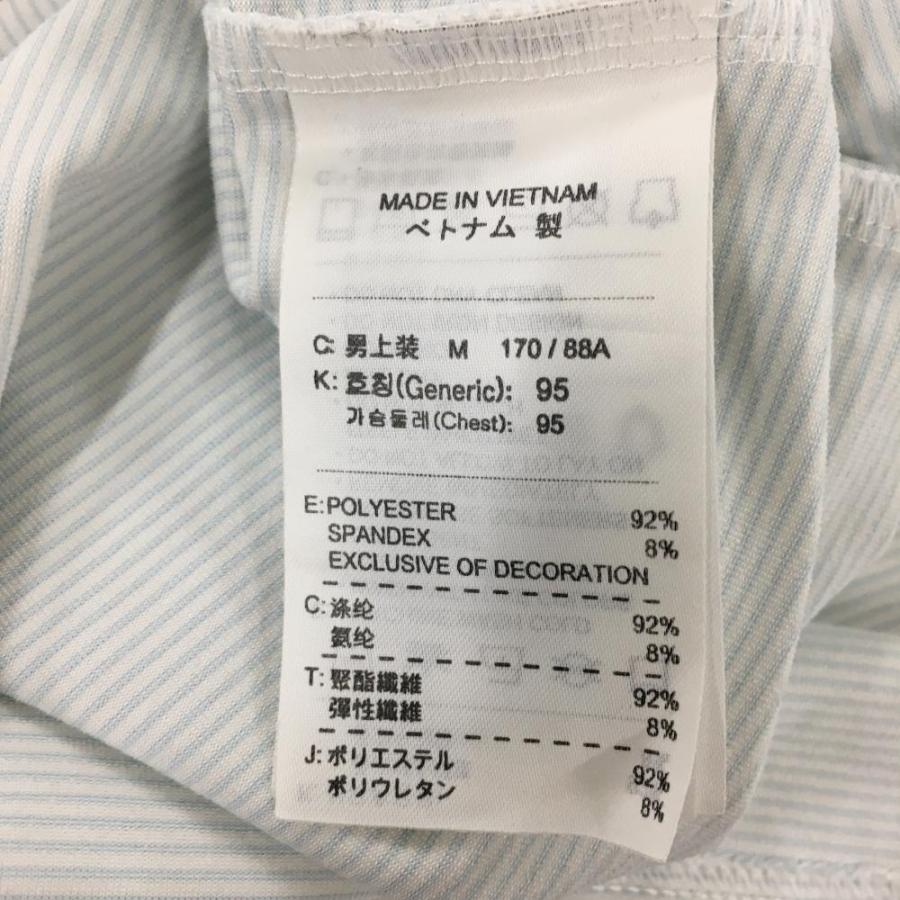 MADE IN VIETNAM
ベトナム 製
C: 男上装 M 170 / 88A
K: 호칭(Generic): 95
가슴둘레(Chest): 95
E: POLYESTER 92%
SPANDEX 8%
EXCLUSIVE OF DECORATION
C: 涤纶 92%
氨纶 8%
T: 聚酯纖維 92%
彈性纖維 8%
J: ポリエステル 92%
ポリウレタン 8%